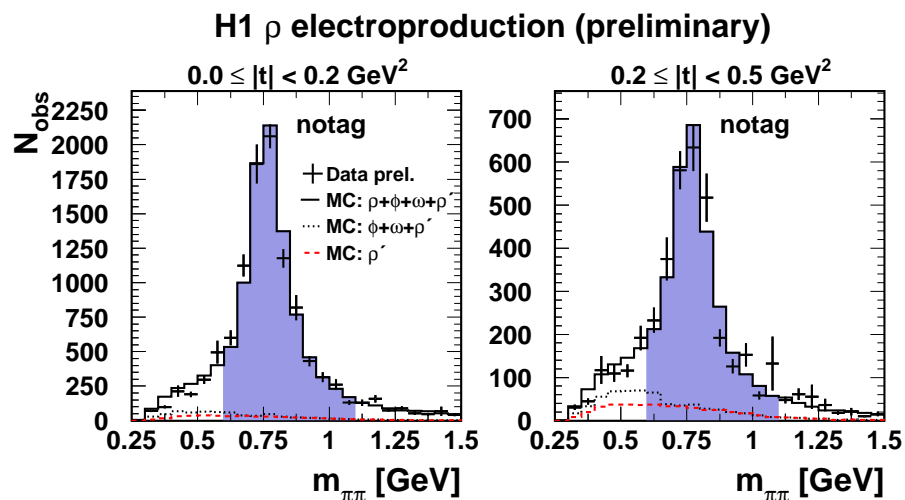 H1 ρ electroproduction (preliminary)
0.0 ≤ |t| < 0.2 GeV²
N_obs
2250
2000
1750
1500
1250
1000
750
500
250
0
notag
Data prel.
MC: ρ+ϕ+ω+ρ´
MC: ϕ+ω+ρ´
MC: ρ´
0.25 0.5 0.75 1 1.25 1.5
m_ππ [GeV]
0.2 ≤ |t| < 0.5 GeV²
700
600
500
400
300
200
100
0
notag
0.25 0.5 0.75 1 1.25 1.5
m_ππ [GeV]